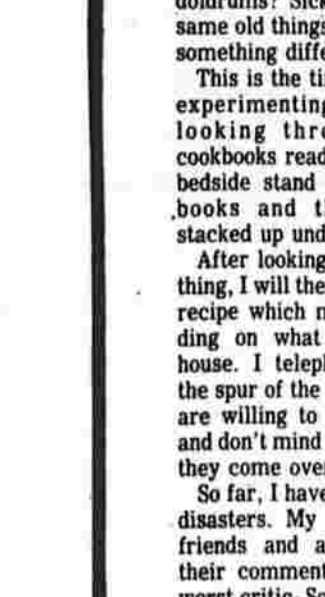 doldrums? Sick
same old things
something diffe
This is the ti
experimenting
looking thre
cookbooks read
bedside stand
books and t
stacked up und
After looking
thing, I will the
recipe which n
ding on what
house. I telep
the spur of the
are willing to
and don't mind
they come over
So far, I have
disasters. My
friends and a
their comment
worst critic. So